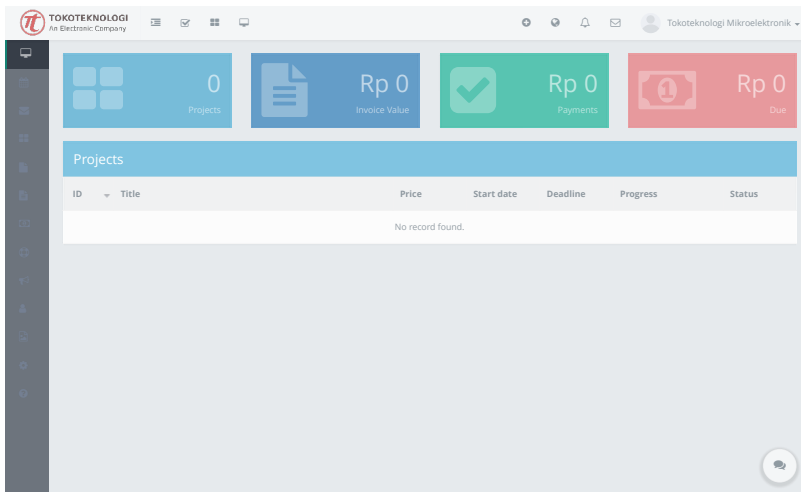 TOKOTEKNOLOGI
An Electronic Company
Tokoteknologi Mikroelektronik
0
Projects
Rp 0
Invoice Value
Rp 0
Payments
1
Rp 0
Due
Projects
ID Title Price Start date Deadline Progress Status
No record found.